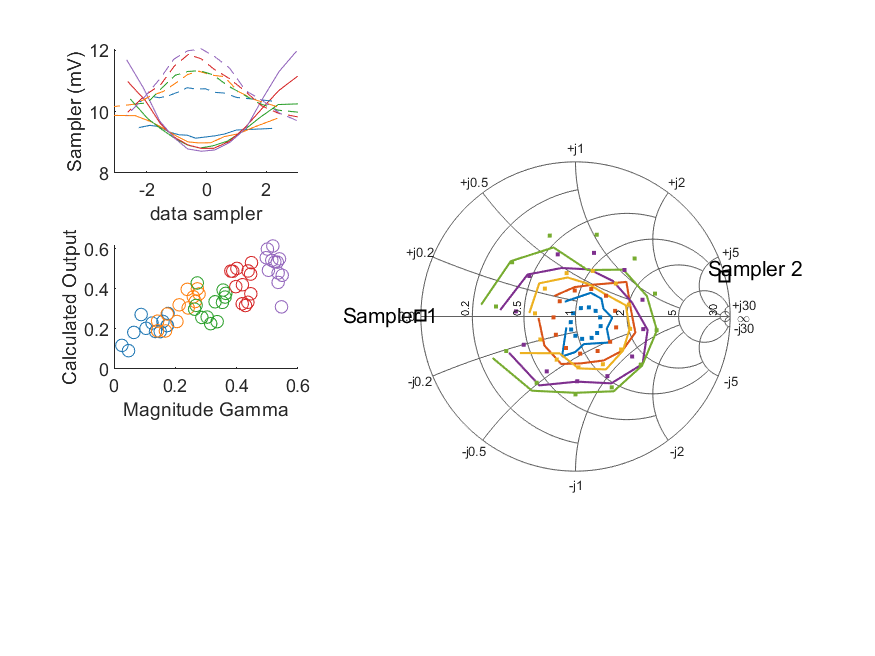 12
10
8
Sampler (mV)
-2
0
2
data sampler
0.6
0.4
0.2
0
Calculated Output
0
0.2
0.4
0.6
Magnitude Gamma
+j1
+j0.5
+j2
+j0.2
+j5
Sampler 2
Sampler 1
0.2
0.5
1
2
5
30
+j30
∞
-j30
-j0.2
-j5
-j0.5
-j2
-j1